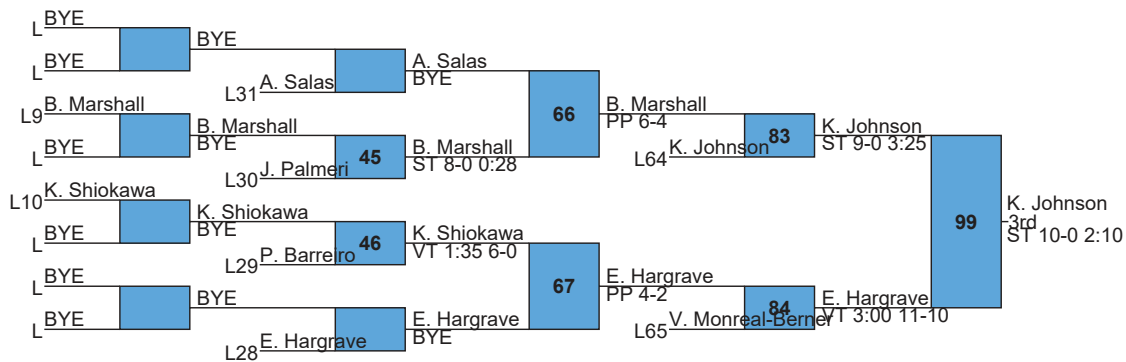 BYE
L
BYE
BYE
L
A. Salas
L31
A. Salas
BYE
B. Marshall
L9
BYE
L
B. Marshall
BYE
J. Palmeri
L30
45
B. Marshall
ST 8-0 0:28
66
B. Marshall
PP 6-4
K. Johnson
L64
83
K. Johnson
ST 9-0 3:25
K. Shiokawa
L10
BYE
L
K. Shiokawa
BYE
P. Barreiro
L29
46
K. Shiokawa
VT 1:35 6-0
BYE
L
BYE
BYE
L
E. Hargrave
L28
E. Hargrave
BYE
67
E. Hargrave
PP 4-2
V. Monreal-Berner
L65
84
E. Hargrave
VT 3:00 11-10
99
K. Johnson
3rd
ST 10-0 2:10